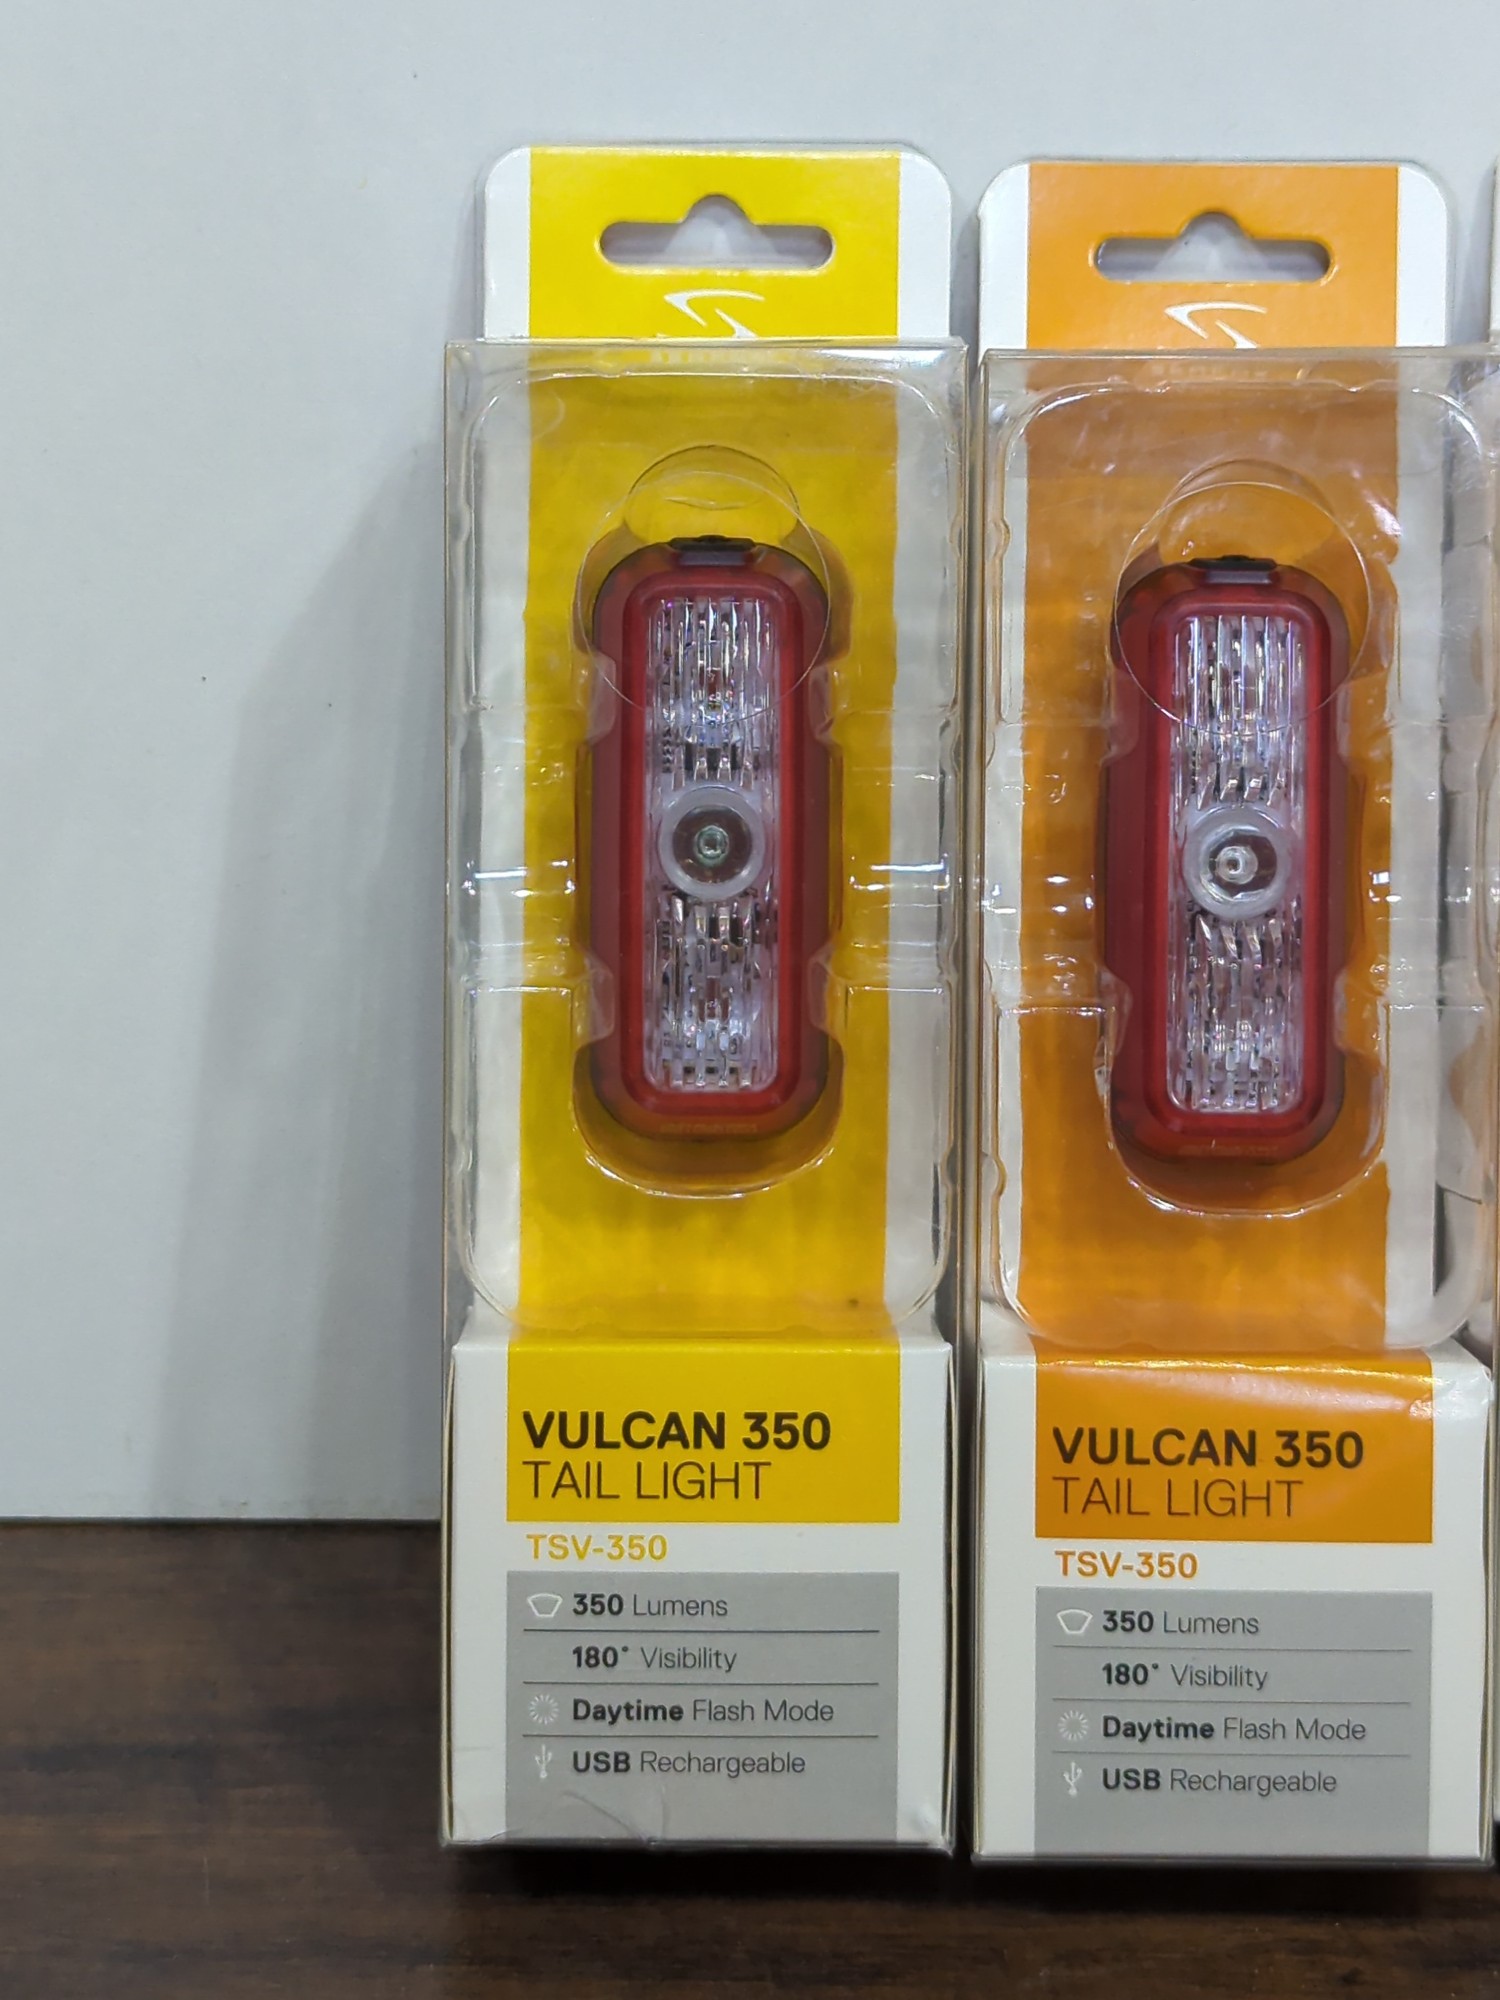 VULCAN 350
TAIL LIGHT
TSV-350
350 Lumens
180° Visibility
Daytime Flash Mode
USB Rechargeable
VULCAN 350
TAIL LIGHT
TSV-350
350 Lumens
180° Visibility
Daytime Flash Mode
USB Rechargeable